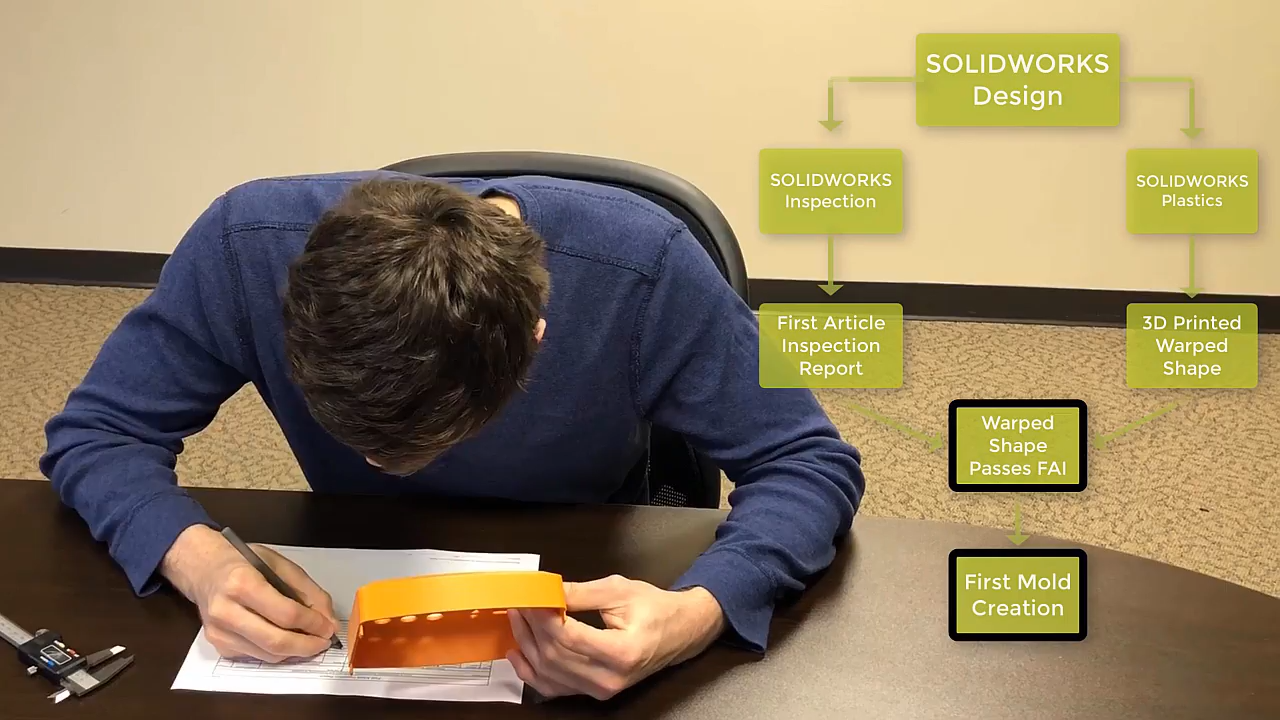 SOLIDWORKS
Design
SOLIDWORKS
Inspection
SOLIDWORKS
Plastics
First Article
Inspection
Report
3D Printed
Warped
Shape
Warped
Shape
Passes FAI
First Mold
Creation